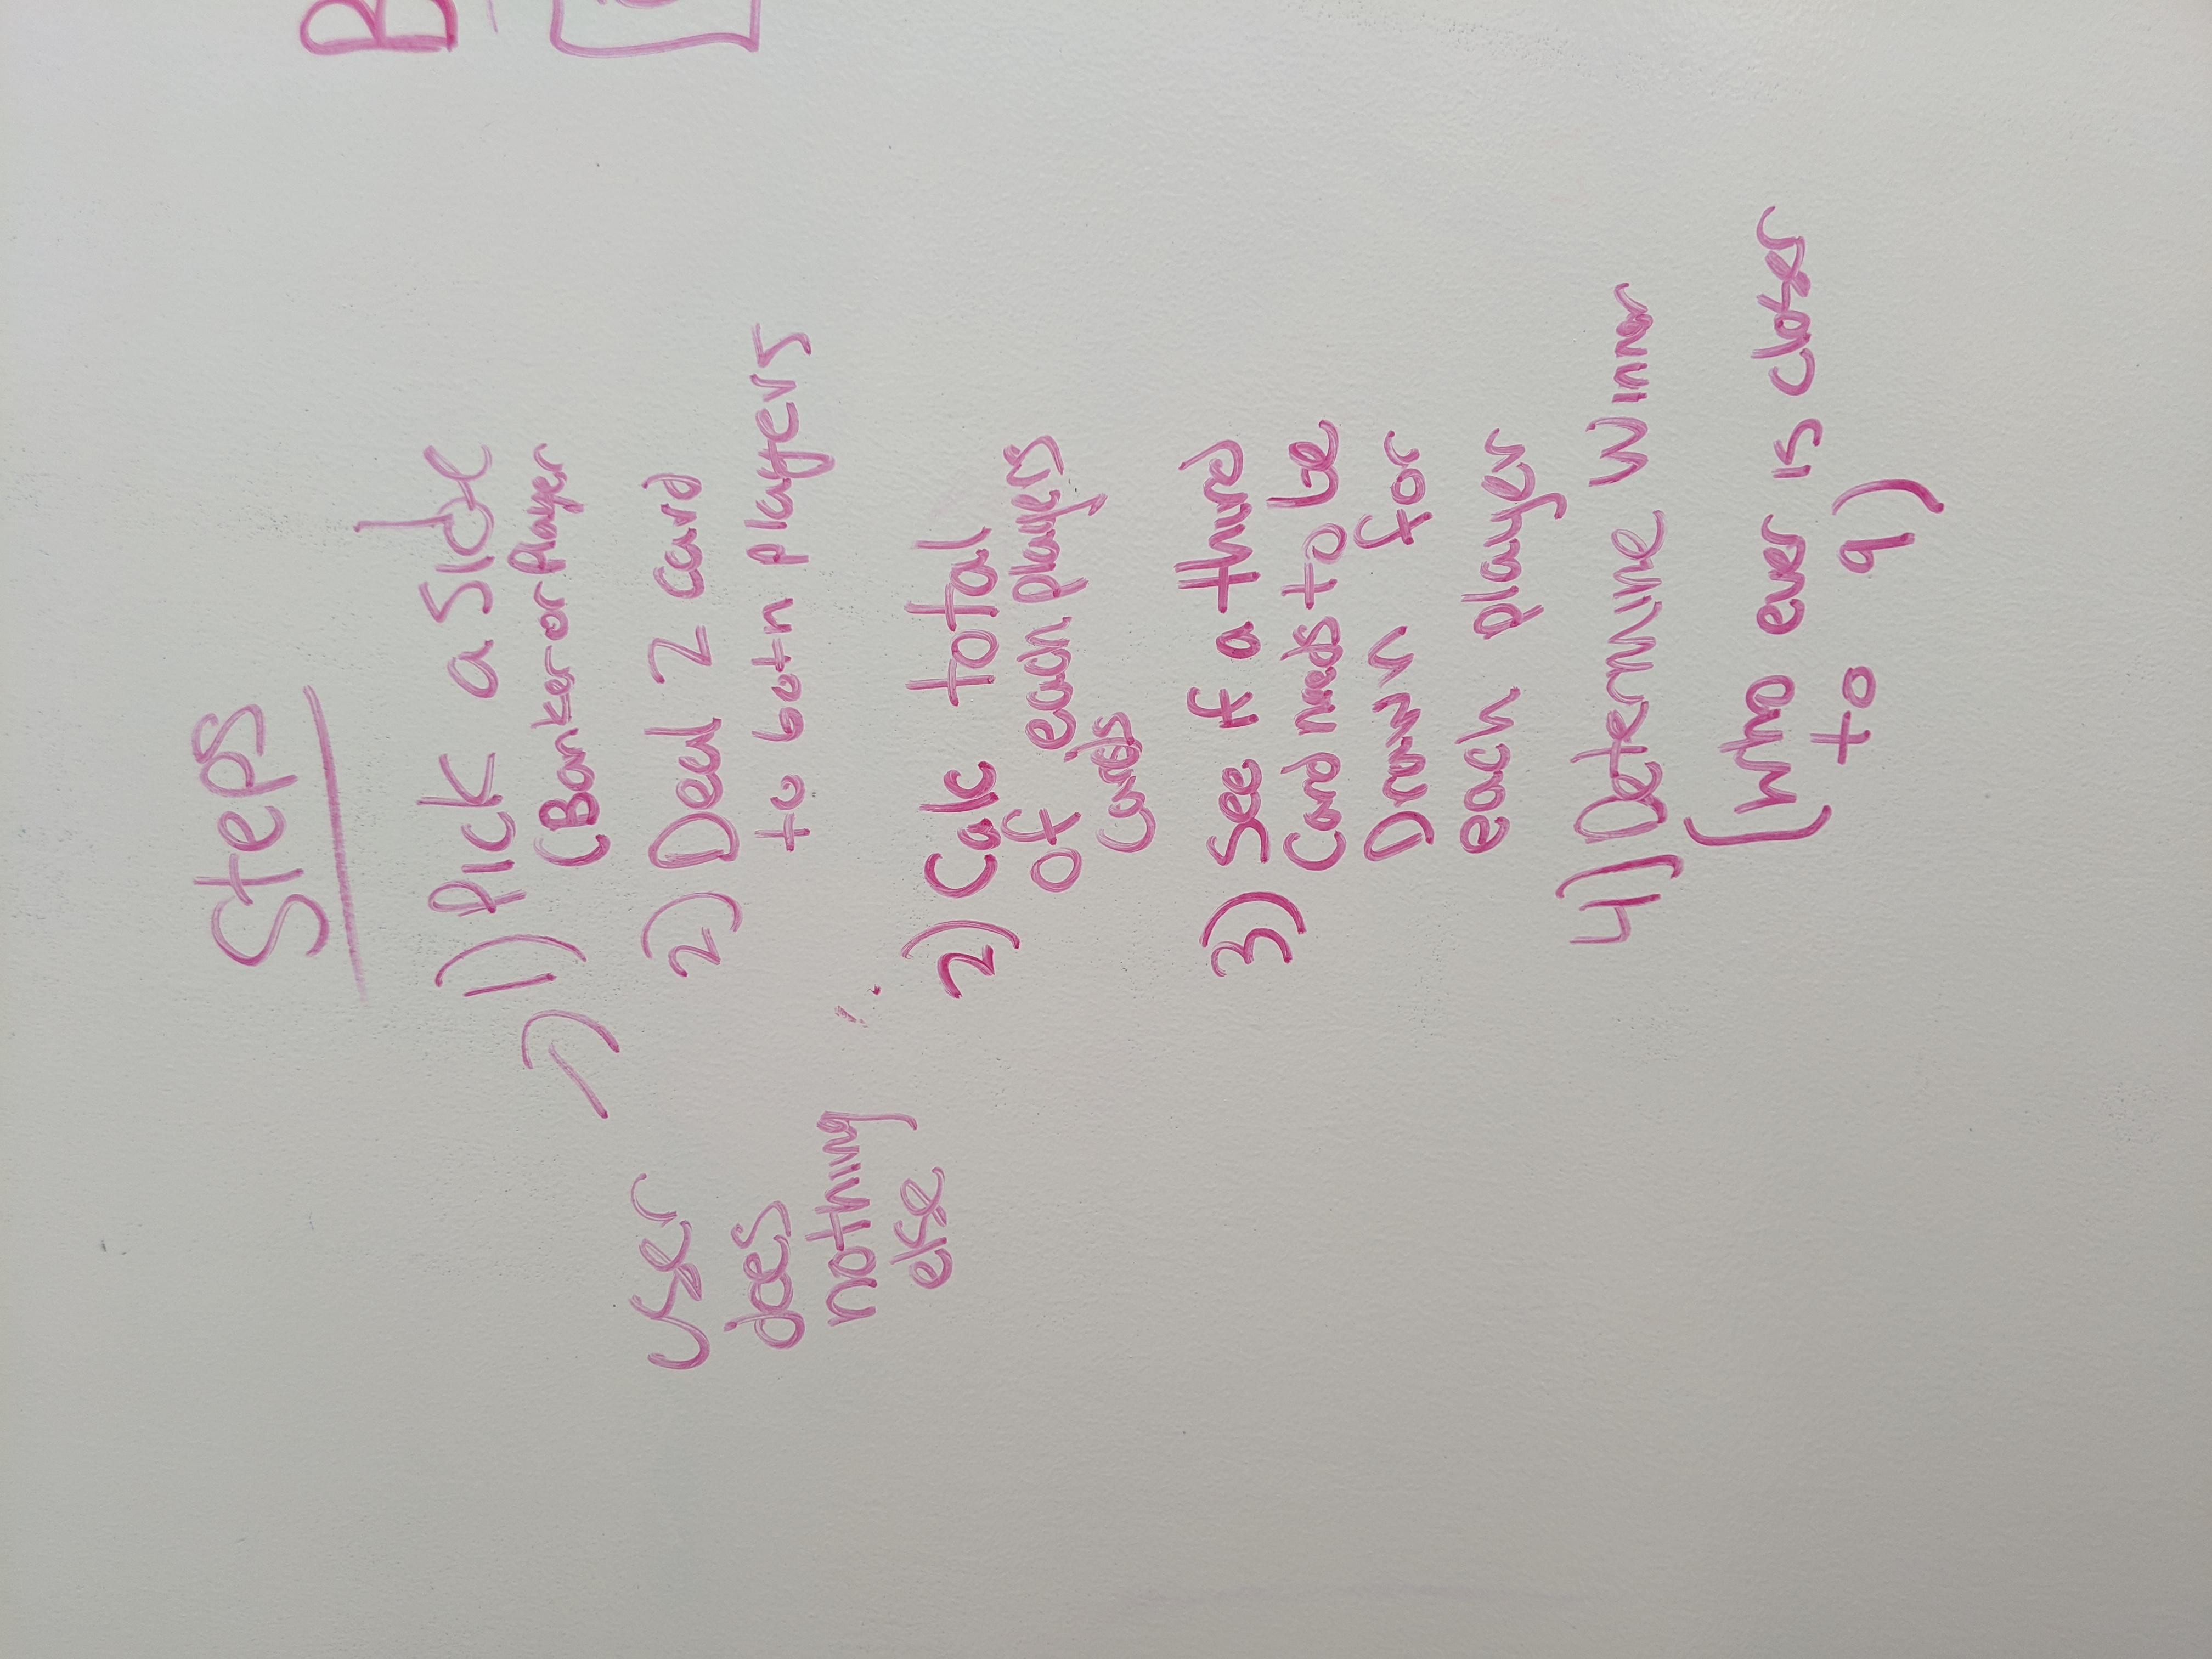 Steps
1) Pick a side
(Banker or Player
2) Deal 2 card
to both players
user
does
nothing
else
2) Calc total
of each players
cards
3) See if a third
Card needs to be
Drawn for
each player
4) Determine Winner
(who ever is closer
to 9)
B